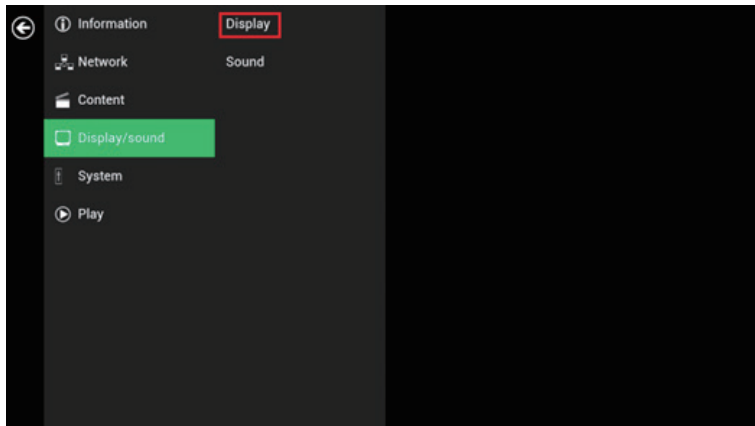 Information
Network
Content
Display/sound
System
Play
Display
Sound